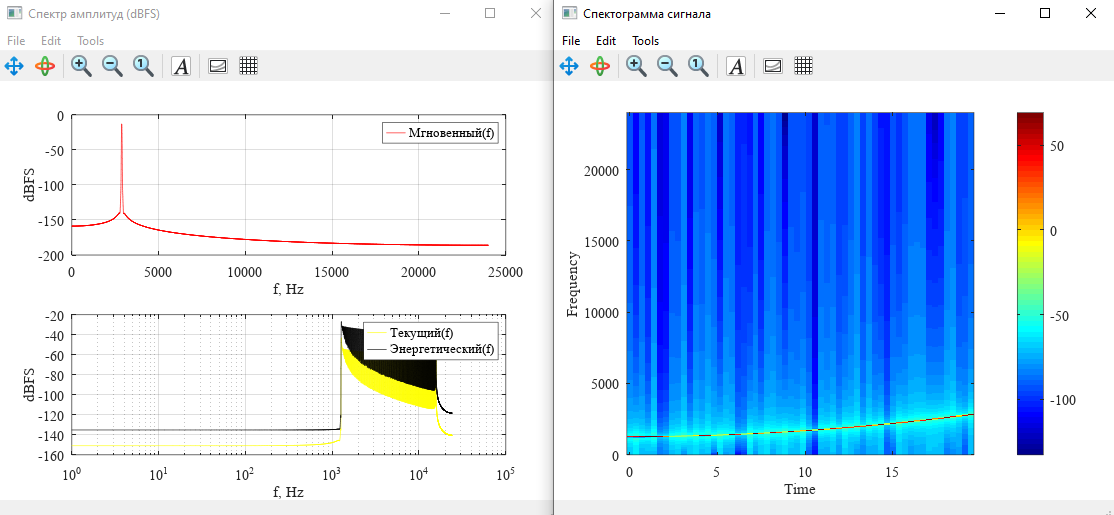 Спектр амплитуд (dBFS)
File Edit Tools
1
A
0
-50
-100
-150
-200
dBFS
Мгновенный(f)
0 5000 10000 15000 20000 25000
f, Hz
-20
-40
-60
-80
-100
-120
-140
-160
dBFS
Текущий(f)
Энергетический(f)
10⁰ 10¹ 10² 10³ 10⁴ 10⁵
f, Hz
Спектограмма сигнала
File Edit Tools
1
A
20000
15000
10000
5000
0
Frequency
0 5 10 15
Time
50
0
-50
-100